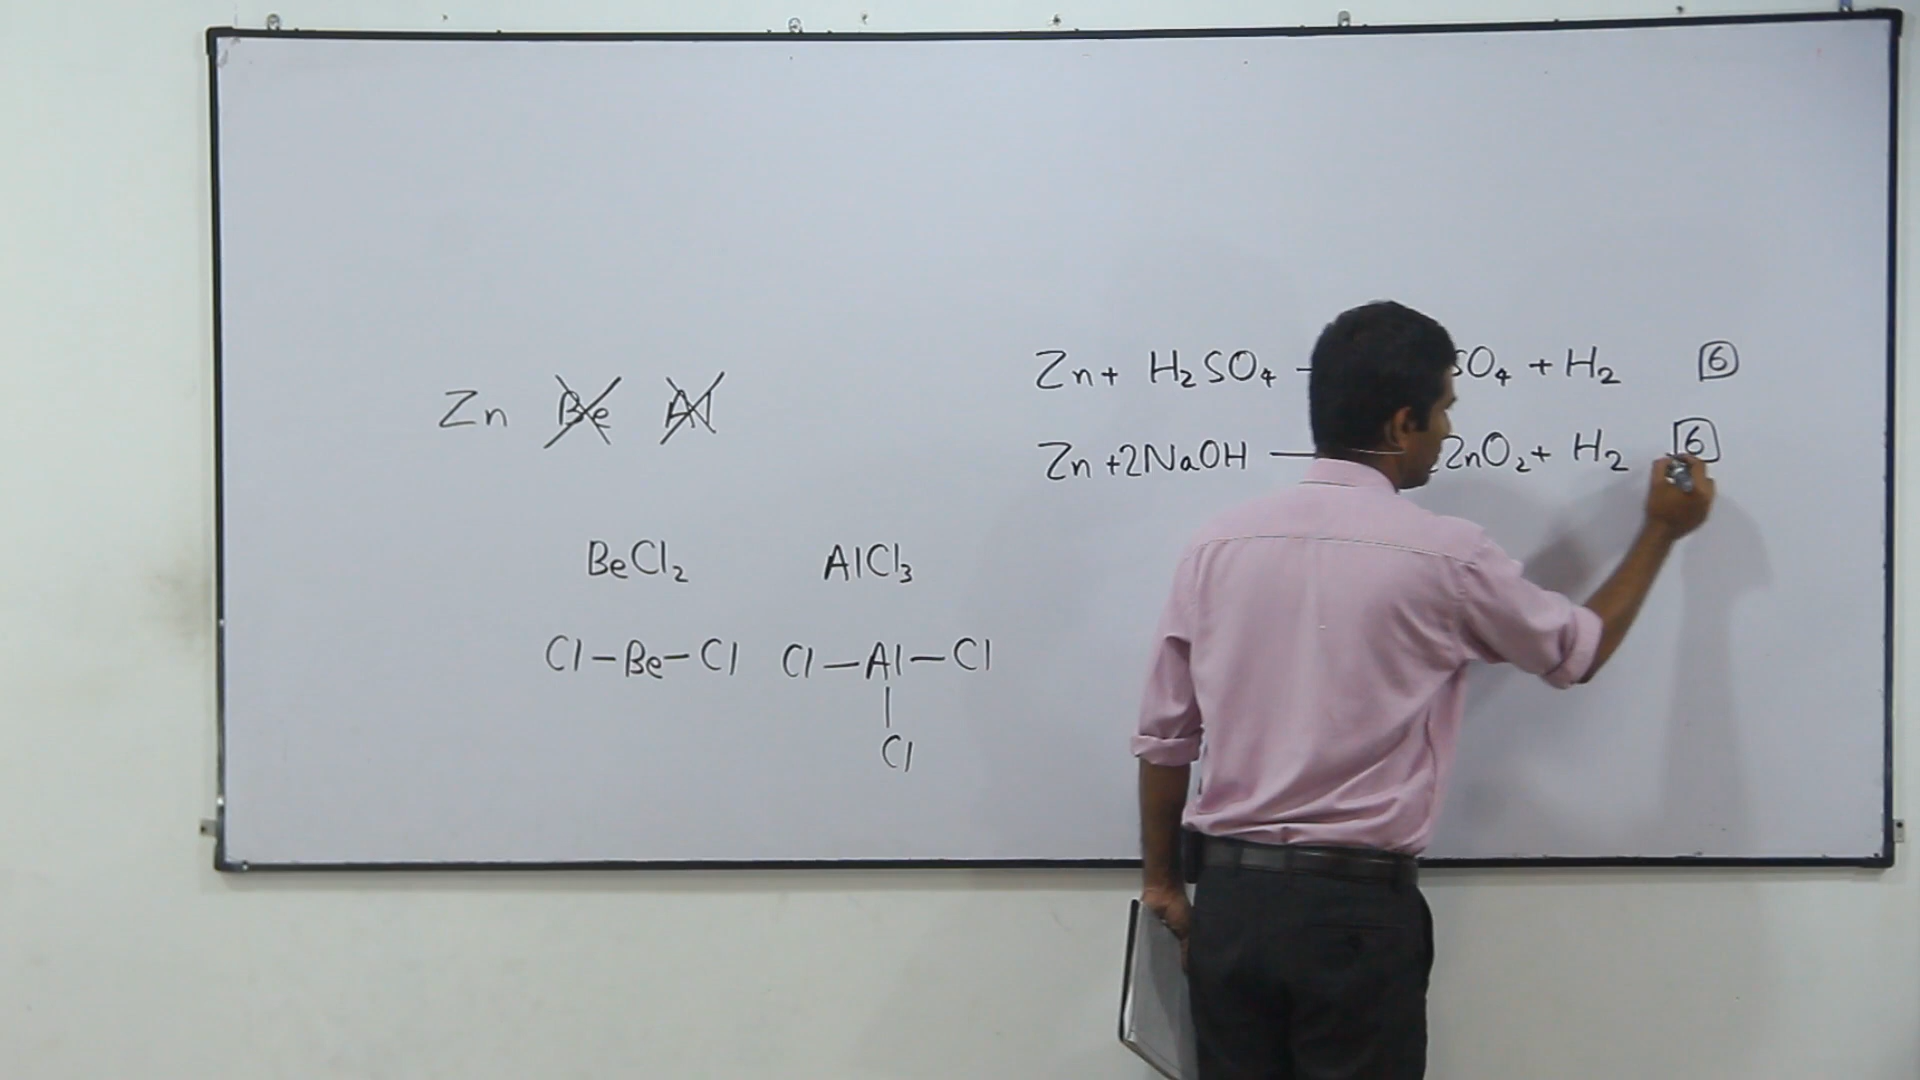 Zn Be Al
BeCl₂ AlCl₃
Cl—Be—Cl Cl—Al—Cl
Cl
Zn + H₂SO₄ — SO₄ + H₂ 6
Zn + 2NaOH — ZnO₂ + H₂ 6